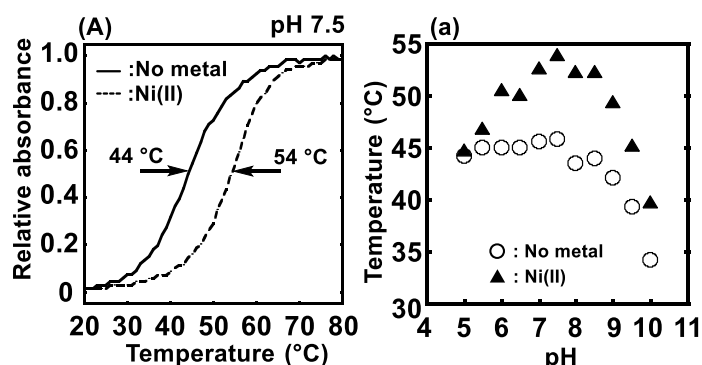 (A)
pH 7.5
Relative absorbance
1.0
0.8
0.6
0.4
0.2
0
:No metal
:Ni(II)
44 °C
54 °C
20 30 40 50 60 70 80
Temperature (°C)
(a)
Temperature (°C)
55
50
45
40
35
30
: No metal
: Ni(II)
4 5 6 7 8 9 10 11
pH